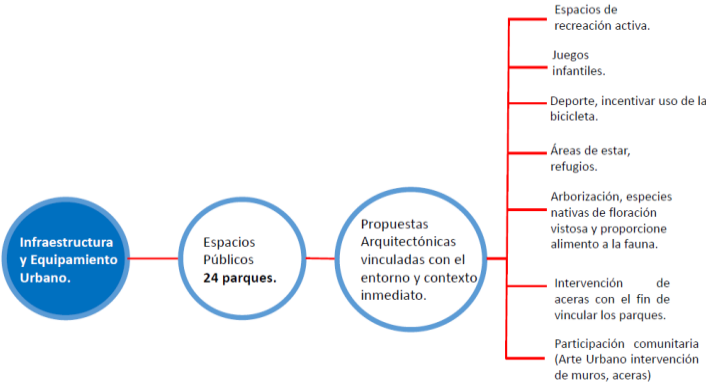 Infraestructura
y Equipamiento
Urbano.
Espacios
Públicos
24 parques.
Propuestas
Arquitectónicas
vinculadas con el
entorno y contexto
inmediato.
Espacios de
recreación activa.
Juegos
infantiles.
Deporte, incentivar uso de la
bicicleta.
Áreas de estar,
refugios.
Arborización, especies
nativas de floración
vistosa y proporcione
alimento a la fauna.
Intervención de
aceras con el fin de
vincular los parques.
Participación comunitaria
(Arte Urbano intervención
de muros, aceras)